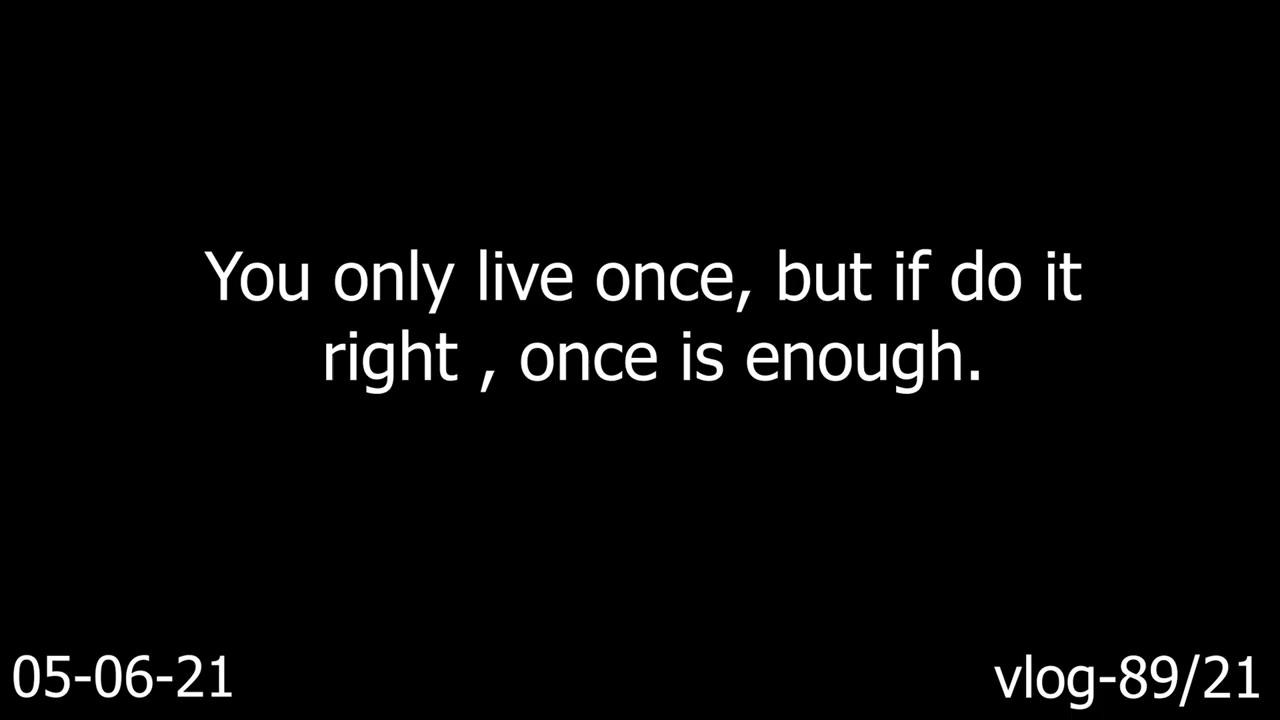 You only live once, but if do it
right , once is enough.
05-06-21
vlog-89/21